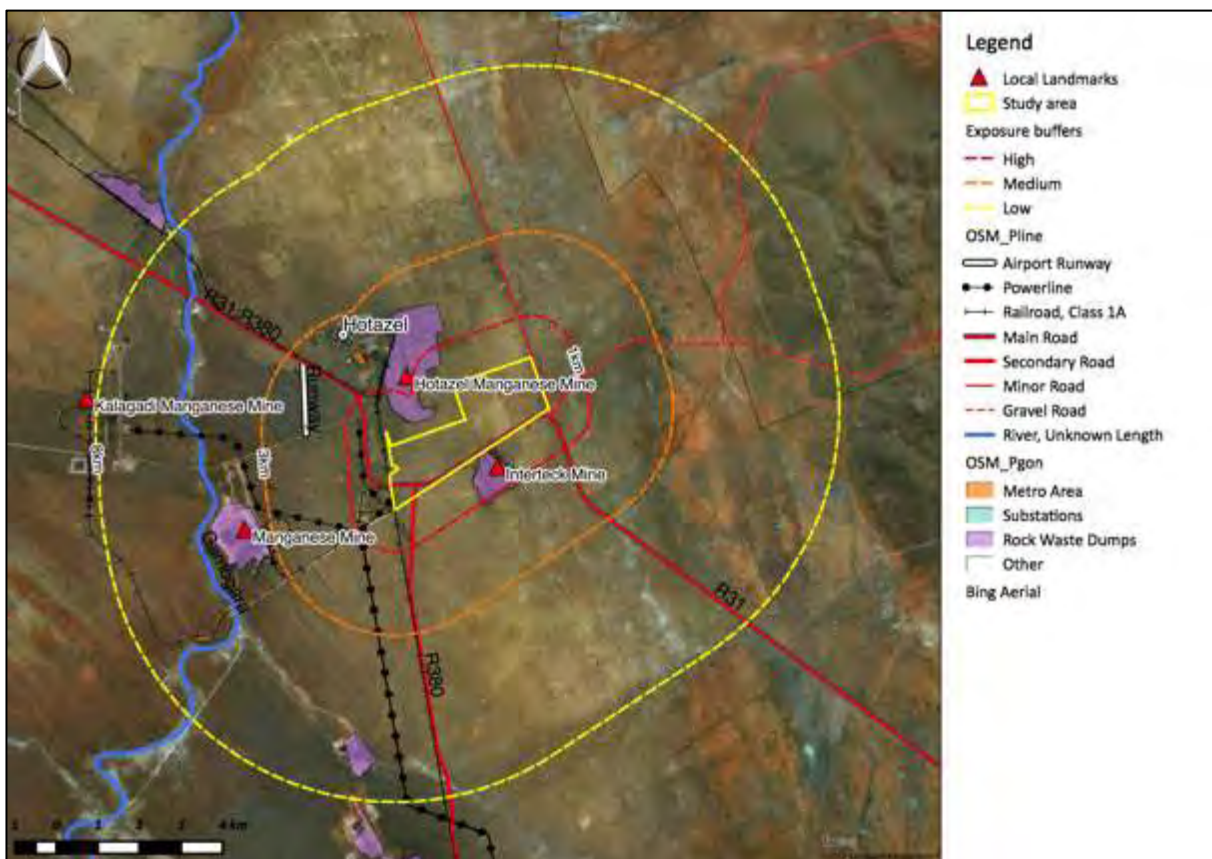 R31:R380
Hotazel
1km
Hotazel Manganese Mine
Runway
Kalagadi Manganese Mine
3km
Interteck Mine
Manganese Mine
R31
R380
4 km
Legend
Local Landmarks
Study area
Exposure buffers
High
Medium
Low
OSM_Pline
Airport Runway
Powerline
Railroad, Class 1A
Main Road
Secondary Road
Minor Road
Gravel Road
River, Unknown Length
OSM_Pgon
Metro Area
Substations
Rock Waste Dumps
Other
Bing Aerial